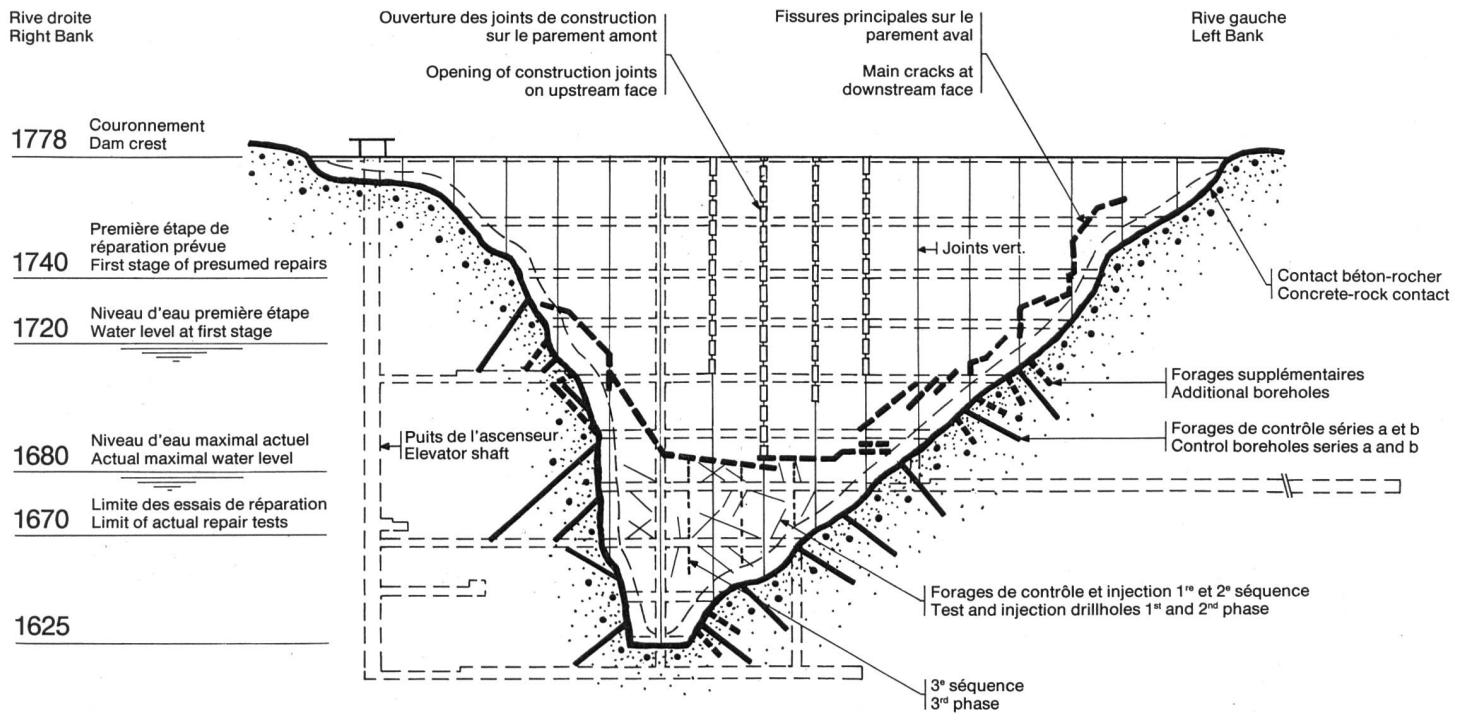 Rive droite
Right Bank
Ouverture des joints de construction
sur le parement amont
Opening of construction joints
on upstream face
Fissures principales sur le
parement aval
Main cracks at
downstream face
Rive gauche
Left Bank
1778
Couronnement
Dam crest
Première étape de
réparation prévue
1740 First stage of presumed repairs
Joints vert.
Contact béton-rocher
Concrete-rock contact
Niveau d'eau première étape
1720 Water level at first stage
Forages supplémentaires
Additional boreholes
Puits de l'ascenseur
Elevator shaft
Forages de contrôle séries a et b
Control boreholes series a and b
Niveau d'eau maximal actuel
1680 Actual maximal water level
Limite des essais de réparation
1670 Limit of actual repair tests
Forages de contrôle et injection 1re et 2e séquence
Test and injection drillholes 1st and 2nd phase
1625
3e séquence
3rd phase